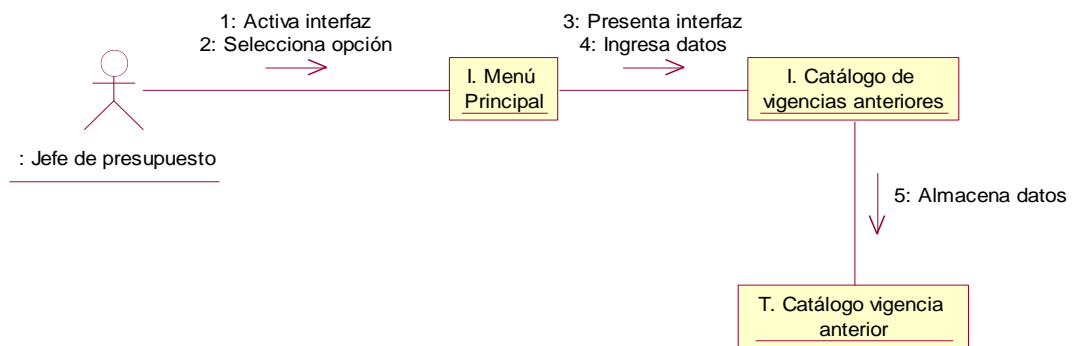 1: Activa interfaz
2: Selecciona opción
3: Presenta interfaz
4: Ingresa datos
I. Menú
Principal
I. Catálogo de
vigencias anteriores
: Jefe de presupuesto
5: Almacena datos
T. Catálogo vigencia
anterior